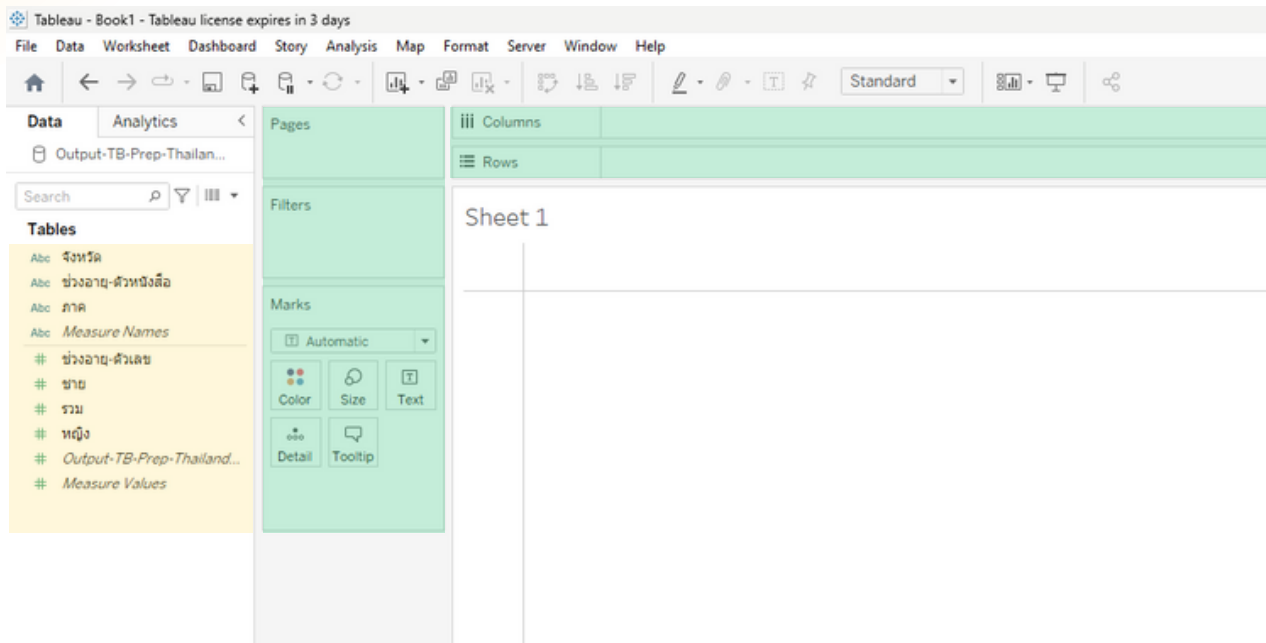 Tableau - Book1 - Tableau license expires in 3 days
File Data Worksheet Dashboard Story Analysis Map Format Server Window Help
Standard
Data Analytics
Output-TB-Prep-Thailan...
Search
Tables
Abc จังหวัด
Abc ช่วงอายุ-ตัวหนังสือ
Abc ภาค
Abc Measure Names
# ช่วงอายุ-ตัวเลข
# ชาย
# รวม
# หญิง
# Output-TB-Prep-Thailand...
# Measure Values
Pages
Filters
Marks
T Automatic
Color Size Text
Detail Tooltip
Columns
Rows
Sheet 1